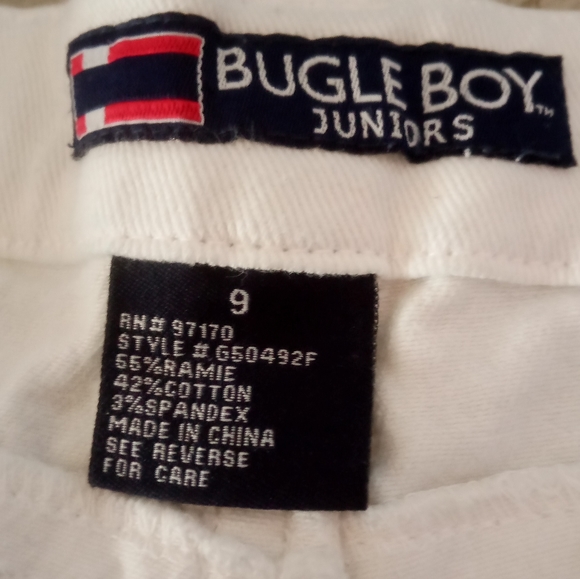 BUGLE BOY™
JUNIORS
9
RN# 97170
STYLE # G50492F
55%RAMIE
42%COTTON
3%SPANDEX
MADE IN CHINA
SEE REVERSE
FOR CARE